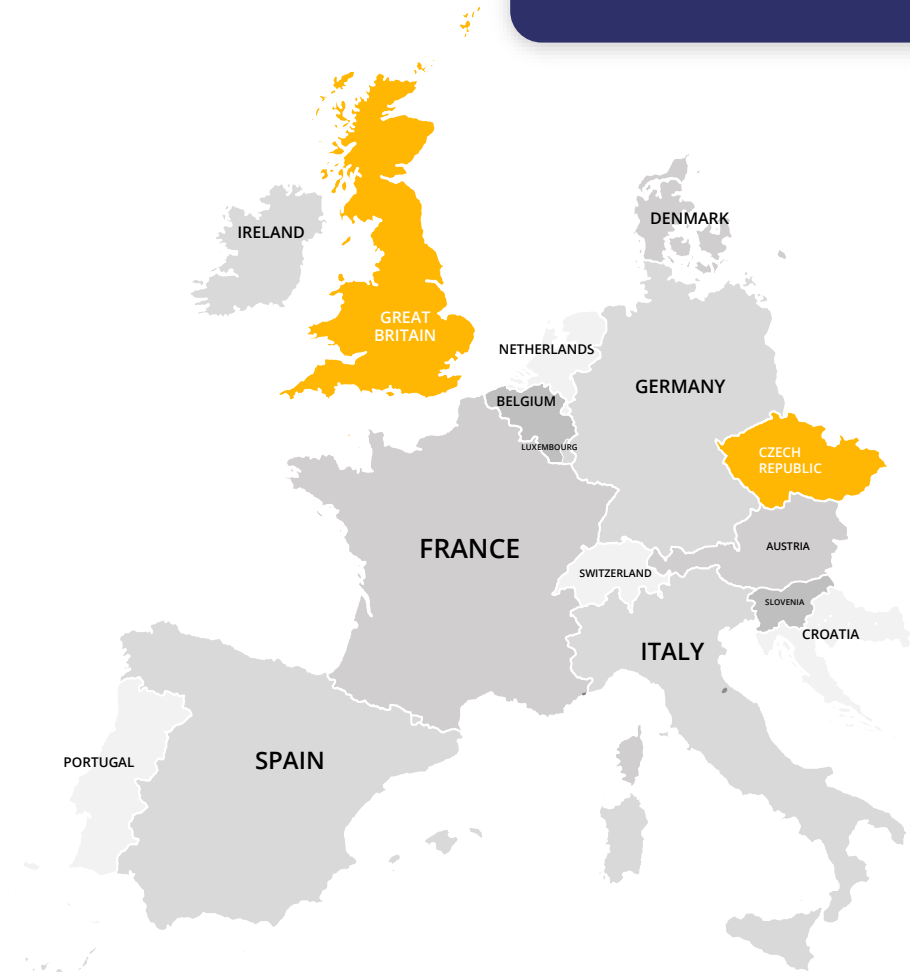 DENMARK
IRELAND
GREAT
BRITAIN
NETHERLANDS
GERMANY
BELGIUM
LUXEMBOURG
CZECH
REPUBLIC
FRANCE
AUSTRIA
SWITZERLAND
SLOVENIA
CROATIA
ITALY
SPAIN
PORTUGAL